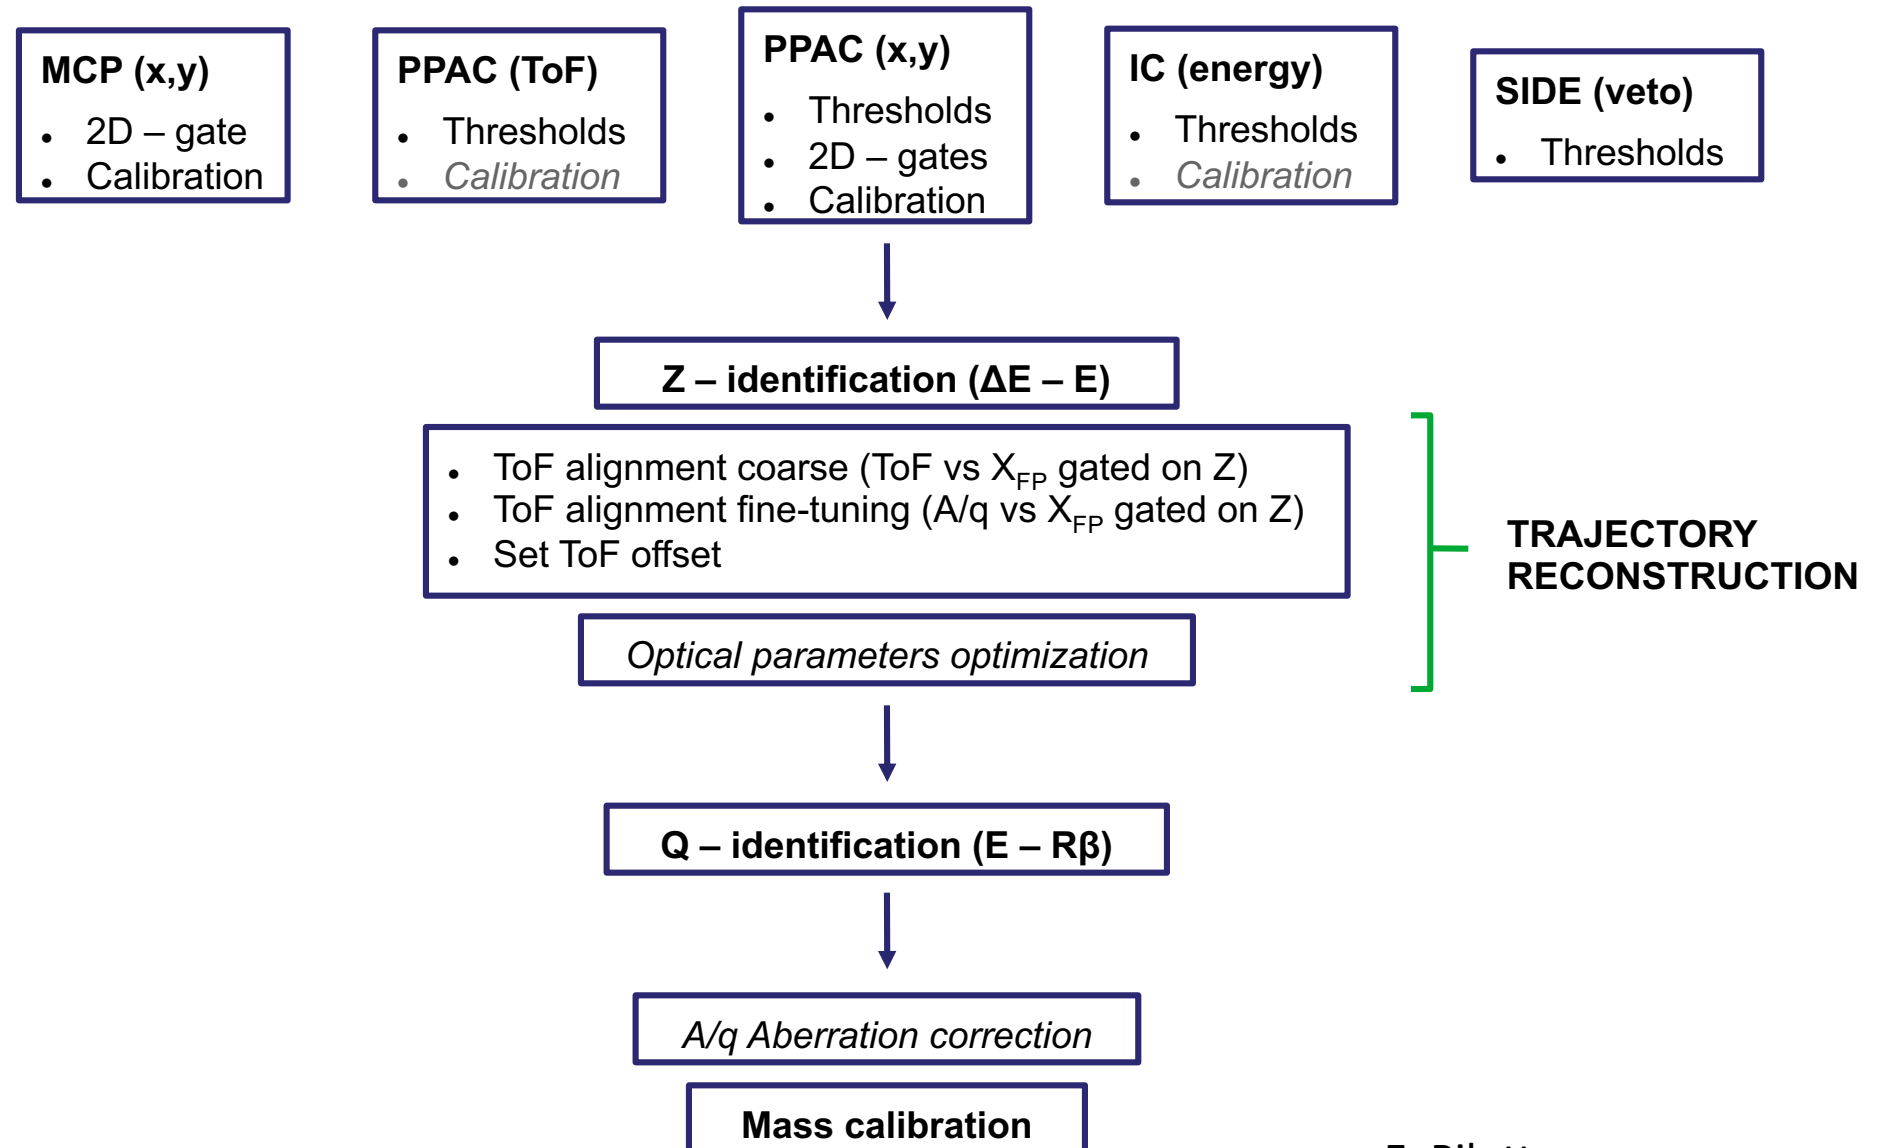 MCP (x,y)
• 2D – gate
• Calibration
PPAC (ToF)
• Thresholds
• Calibration
PPAC (x,y)
• Thresholds
• 2D – gates
• Calibration
IC (energy)
• Thresholds
• Calibration
SIDE (veto)
• Thresholds
Z – identification (ΔE – E)
• ToF alignment coarse (ToF vs X_FP gated on Z)
• ToF alignment fine-tuning (A/q vs X_FP gated on Z)
• Set ToF offset
Optical parameters optimization
TRAJECTORY
RECONSTRUCTION
Q – identification (E – Rβ)
A/q Aberration correction
Mass calibration